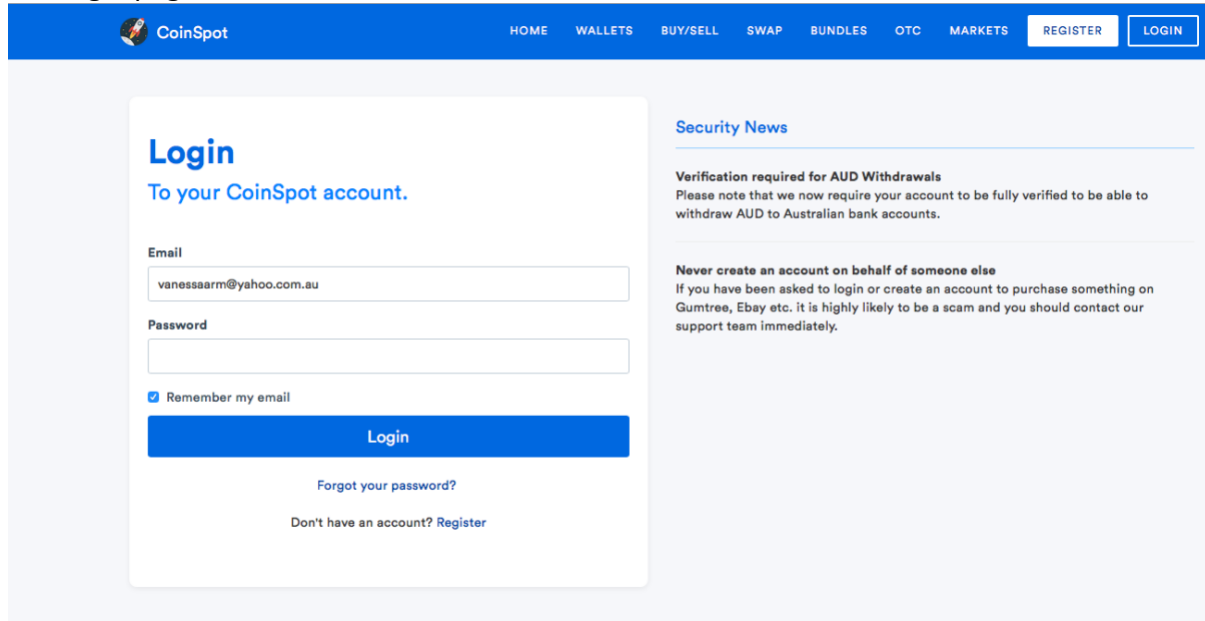 CoinSpot
HOME WALLETS BUY/SELL SWAP BUNDLES OTC MARKETS REGISTER LOGIN
Login
To your CoinSpot account.
Email
vanessaarm@yahoo.com.au
Password
Remember my email
Login
Forgot your password?
Don't have an account? Register
Security News
Verification required for AUD Withdrawals
Please note that we now require your account to be fully verified to be able to
withdraw AUD to Australian bank accounts.
Never create an account on behalf of someone else
If you have been asked to login or create an account to purchase something on
Gumtree, Ebay etc. it is highly likely to be a scam and you should contact our
support team immediately.